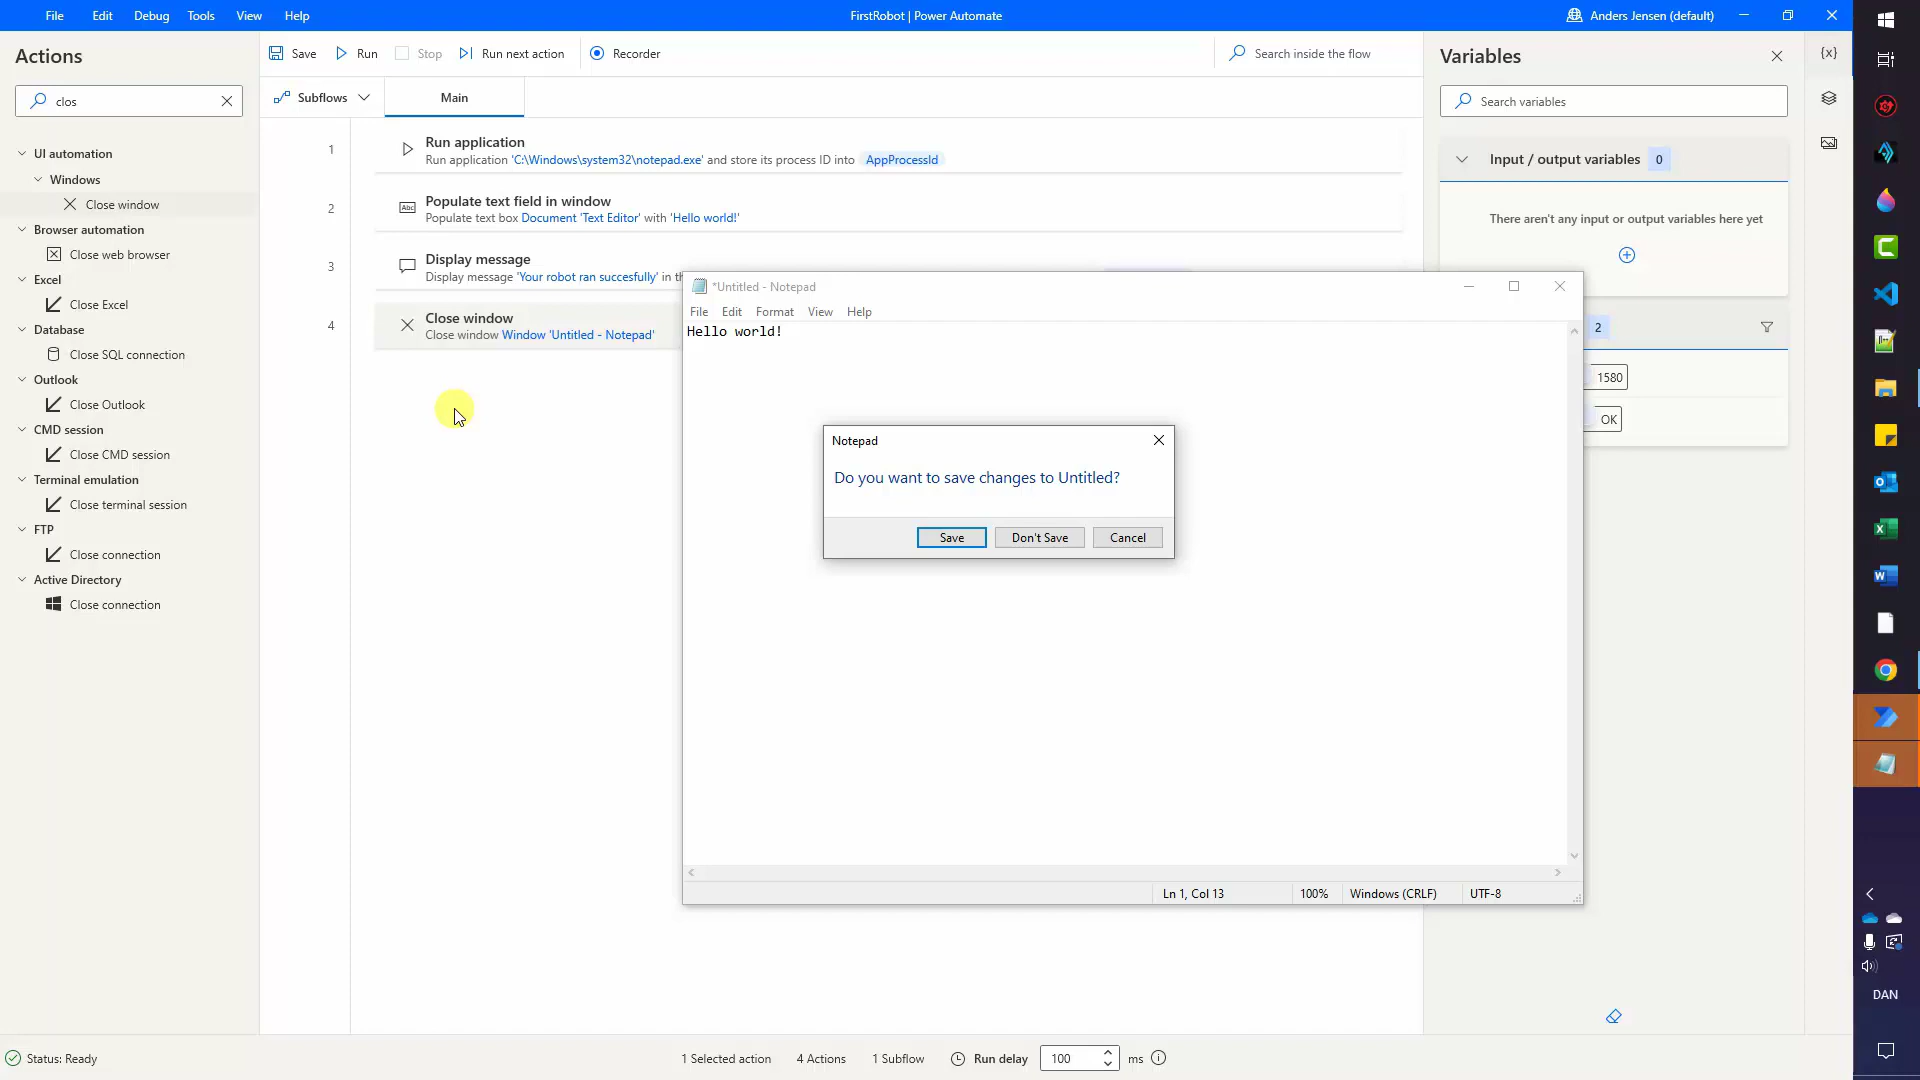 File Edit Debug Tools View Help
FirstRobot | Power Automate
Anders Jensen (default)
Actions
clos
UI automation
Windows
Close window
Browser automation
Close web browser
Excel
Close Excel
Database
Close SQL connection
Outlook
Close Outlook
CMD session
Close CMD session
Terminal emulation
Close terminal session
FTP
Close connection
Active Directory
Close connection
Save Run Stop Run next action Recorder
Search inside the flow
Subflows Main
1
Run application
Run application 'C:\Windows\system32\notepad.exe' and store its process ID into AppProcessId
2
Abc
Populate text field in window
Populate text box Document 'Text Editor' with 'Hello world!'
3
Display message
Display message 'Your robot ran succesfully' in th
4
Close window
Close window Window 'Untitled - Notepad'
*Untitled - Notepad
File Edit Format View Help
Hello world!
Notepad
Do you want to save changes to Untitled?
Save Don't Save Cancel
Ln 1, Col 13 100% Windows (CRLF) UTF-8
Variables
{x}
Search variables
Input / output variables 0
There aren't any input or output variables here yet
2
1580
OK
DAN
Status: Ready
1 Selected action 4 Actions 1 Subflow Run delay 100 ms